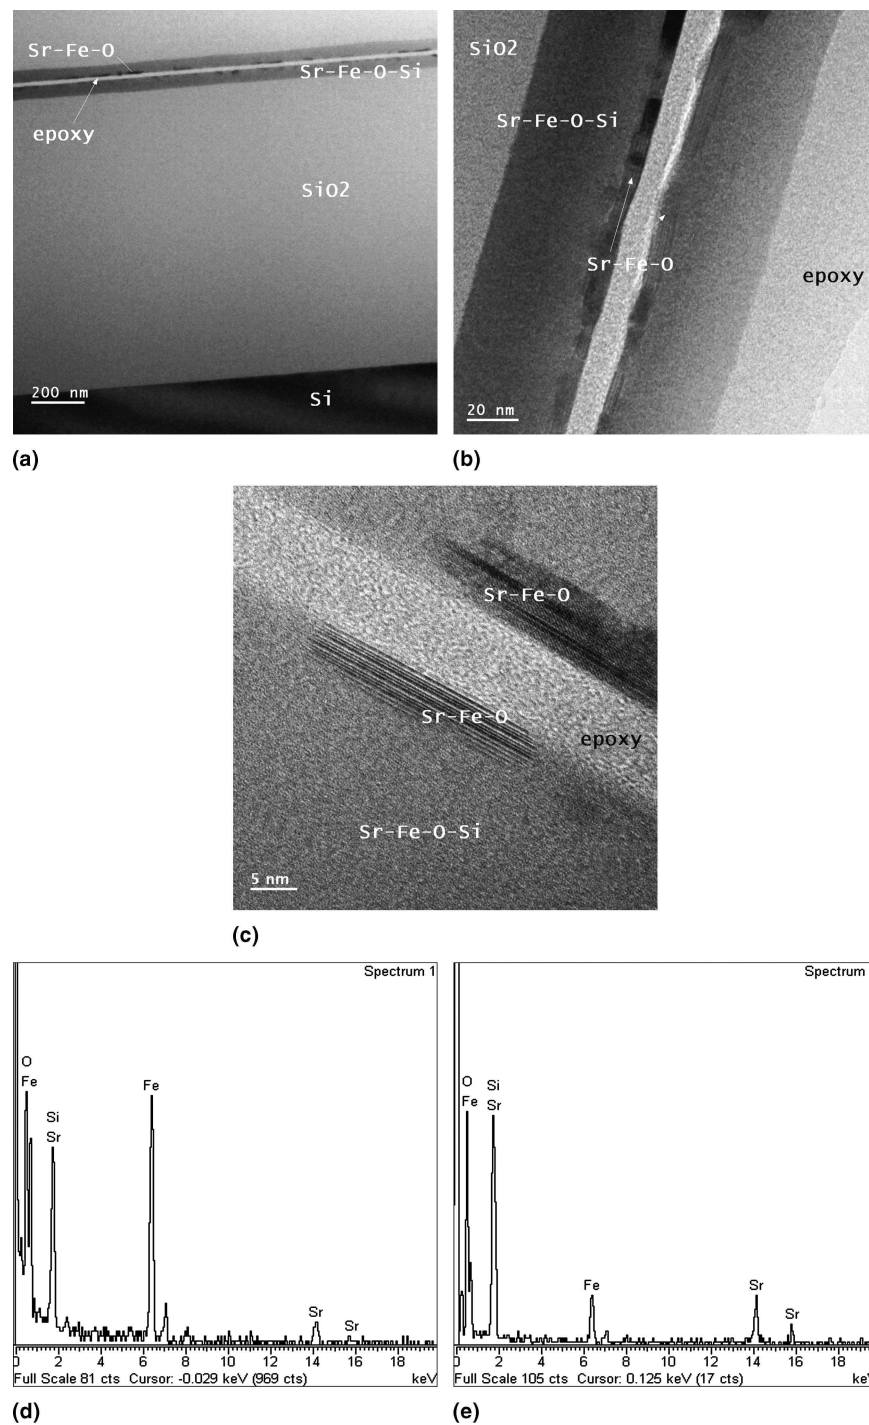 Sr-Fe-O
Sr-Fe-O-Si
epoxy
SiO2
200 nm
Si
(a)
SiO2
Sr-Fe-O-Si
Sr-Fe-O
epoxy
20 nm
(b)
Sr-Fe-O
Sr-Fe-O
epoxy
Sr-Fe-O-Si
5 nm
(c)
Spectrum 1
O
Fe
Si
Sr
Fe
Sr
Sr
0 2 4 6 8 10 12 14 16 18
Full Scale 81 cts Cursor: -0.029 keV (969 cts) keV
(d)
Spectrum
O
Fe
Si
Sr
Fe
Sr
Sr
0 2 4 6 8 10 12 14 16 18
Full Scale 105 cts Cursor: 0.125 keV (17 cts) keV
(e)